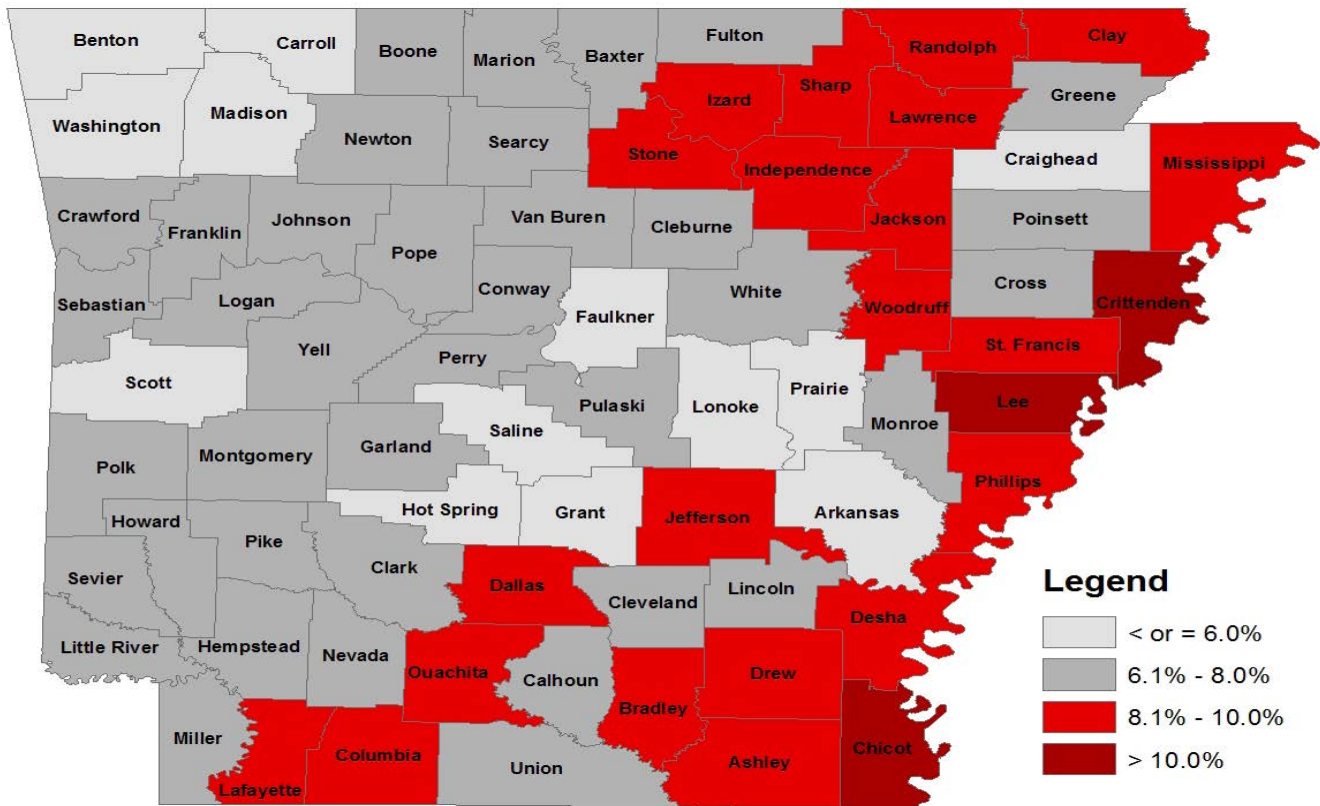 Benton
Carroll
Boone
Marion
Baxter
Fulton
Randolph
Clay
Washington
Madison
Newton
Searcy
Stone
Izard
Sharp
Lawrence
Greene
Independence
Jackson
Craighead
Mississippi
Crawford
Franklin
Johnson
Pope
Van Buren
Cleburne
Poinsett
Sebastian
Logan
Conway
Faulkner
White
Woodruff
Cross
Crittenden
Yell
Perry
Scott
St. Francis
Saline
Pulaski
Lonoke
Prairie
Monroe
Lee
Polk
Montgomery
Garland
Phillips
Howard
Pike
Hot Spring
Grant
Jefferson
Arkansas
Sevier
Clark
Dallas
Cleveland
Lincoln
Desha
Little River
Hempstead
Nevada
Ouachita
Calhoun
Bradley
Drew
Miller
Lafayette
Columbia
Union
Ashley
Chicot
Legend
< or = 6.0%
6.1% - 8.0%
8.1% - 10.0%
> 10.0%